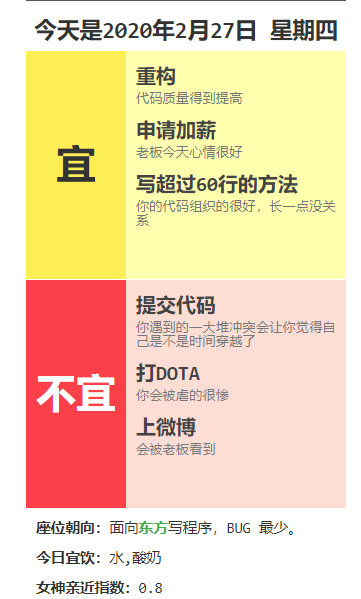 今天是2020年2月27日 星期四
宜
重构
代码质量得到提高
申请加薪
老板今天心情很好
写超过60行的方法
你的代码组织的很好，长一点没关
系
不宜
提交代码
你遇到的一大堆冲突会让你觉得自
己是不是时间穿越了
打DOTA
你会被虐的很惨
上微博
会被老板看到
座位朝向：面向东方写程序，BUG 最少。
今日宜饮：水,酸奶
女神亲近指数：0.8